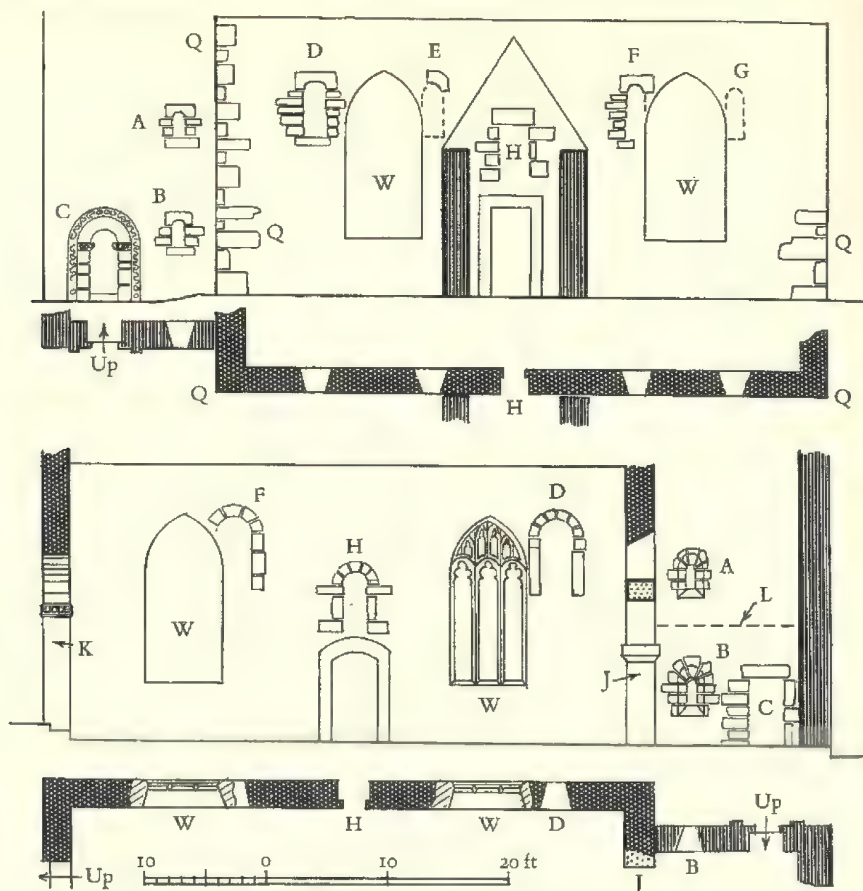 Q D E F G
A H
W W
C B
Q Q
Up
Q H Q
F D
H A
W L
K B
J C
W
Up
W H W D B
Up 10 0 10 20 ft J